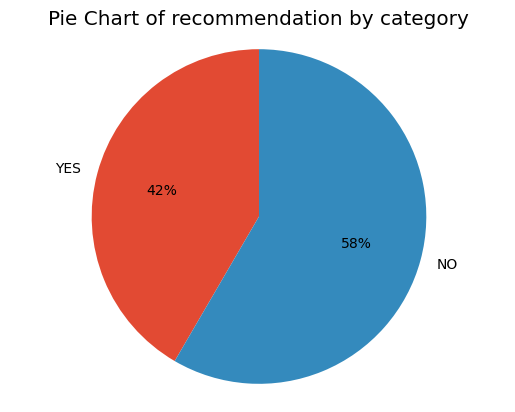 Pie Chart of recommendation by category
YES
42%
58%
NO